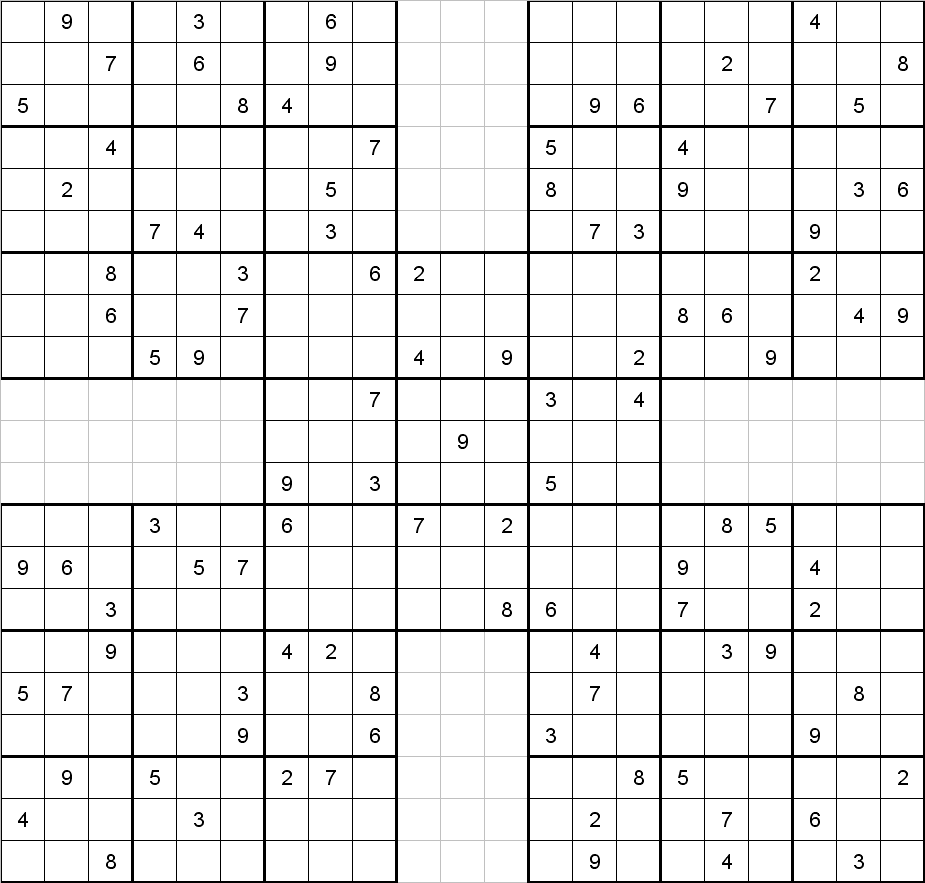 9 3 6 4
7 6 9 2 8
5 8 4 9 6 7 5
4 7 5 4
2 5 8 9 3 6
7 4 3 7 3 9
8 3 6 2 2
6 7 8 6 4 9
5 9 4 9 2 9
7 3 4
9
9 3 5
3 6 7 2 8 5
9 6 5 7 9 4
3 8 6 7 2
9 4 2 4 3 9
5 7 3 8 7 8
9 6 3 9
9 5 2 7 8 5 2
4 3 2 7 6
8 9 4 3